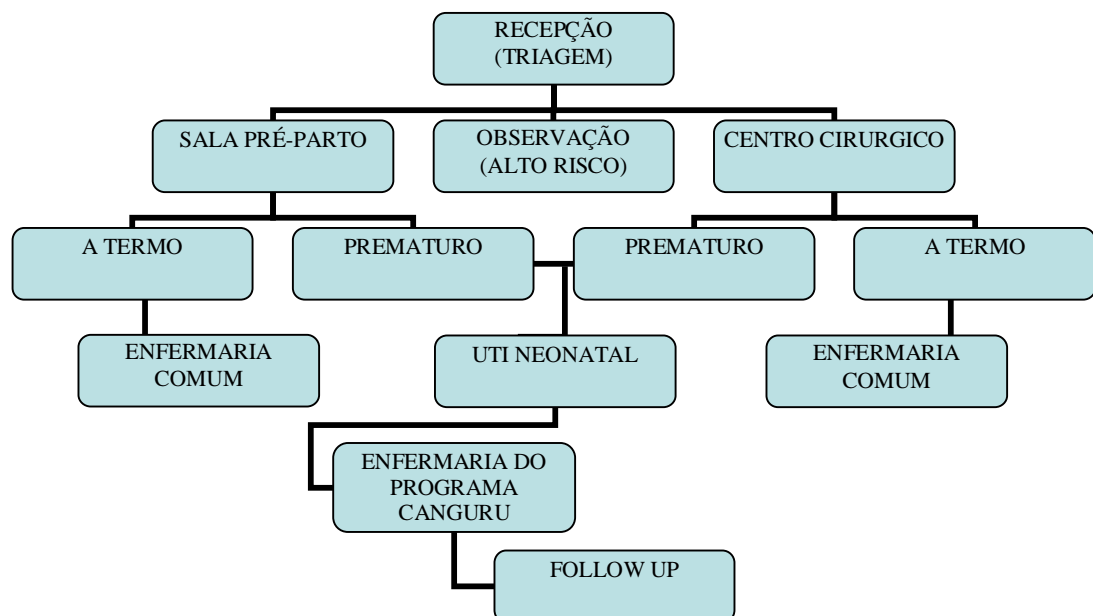 RECEPÇÃO
(TRIAGEM)
SALA PRÉ-PARTO
OBSERVAÇÃO
(ALTO RISCO)
CENTRO CIRURGICO
A TERMO
PREMATURO
PREMATURO
A TERMO
ENFERMARIA
COMUM
UTI NEONATAL
ENFERMARIA
COMUM
ENFERMARIA DO
PROGRAMA
CANGURU
FOLLOW UP